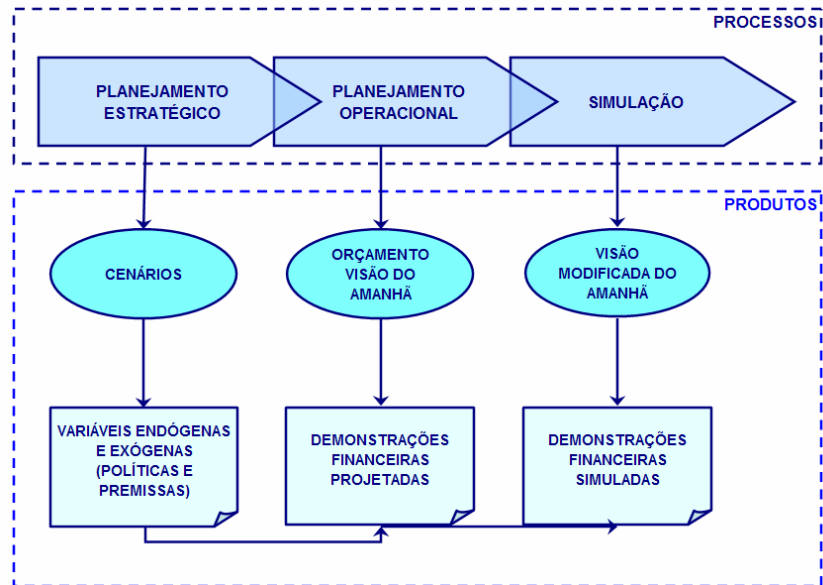 PROCESSOS
PLANEJAMENTO
ESTRATÉGICO
PLANEJAMENTO
OPERACIONAL
SIMULAÇÃO
PRODUTOS
CENÁRIOS
ORÇAMENTO
VISÃO DO
AMANHÃ
VISÃO
MODIFICADA DO
AMANHÃ
VARIÁVEIS ENDÓGENAS
E EXÓGENAS
(POLÍTICAS E
PREMISSAS)
DEMONSTRAÇÕES
FINANCEIRAS
PROJETADAS
DEMONSTRAÇÕES
FINANCEIRAS
SIMULADAS